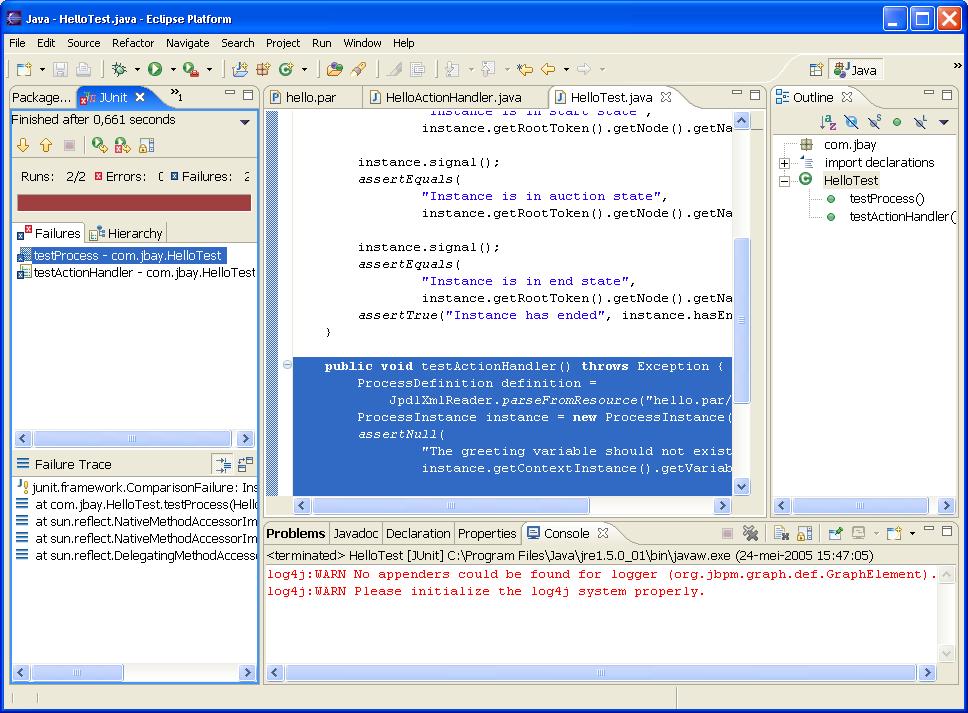 Java - HelloTest.java - Eclipse Platform
File Edit Source Refactor Navigate Search Project Run Window Help
Java »
Package... JUnit »1
Finished after 0,661 seconds
Runs: 2/2 Errors: Failures: 2
Failures Hierarchy
testProcess - com.jbay.HelloTest
testActionHandler - com.jbay.HelloTest
Failure Trace
junit.framework.ComparisonFailure: Ins
at com.jbay.HelloTest.testProcess(Hello
at sun.reflect.NativeMethodAccessorIm
at sun.reflect.NativeMethodAccessorIm
at sun.reflect.DelegatingMethodAccesso
hello.par HelloActionHandler.java HelloTest.java
"Instance is in start state",
instance.getRootToken().getNode().getNa
instance.signal();
assertEquals(
"Instance is in auction state",
instance.getRootToken().getNode().getNa
instance.signal();
assertEquals(
"Instance is in end state",
instance.getRootToken().getNode().getNa
assertTrue("Instance has ended", instance.hasEn
}
public void testActionHandler() throws Exception {
ProcessDefinition definition =
JpdlXmlReader.parseFromResource("hello.par/
ProcessInstance instance = new ProcessInstance(
assertNull(
"The greeting variable should not exist
instance.getContextInstance().getVariab
Outline
com.jbay
import declarations
HelloTest
testProcess()
testActionHandler(
Problems Javadoc Declaration Properties Console
<terminated> HelloTest [JUnit] C:\Program Files\Java\jre1.5.0_01\bin\javaw.exe (24-mei-2005 15:47:05)
log4j:WARN No appenders could be found for logger (org.jbpm.graph.def.GraphElement).
log4j:WARN Please initialize the log4j system properly.